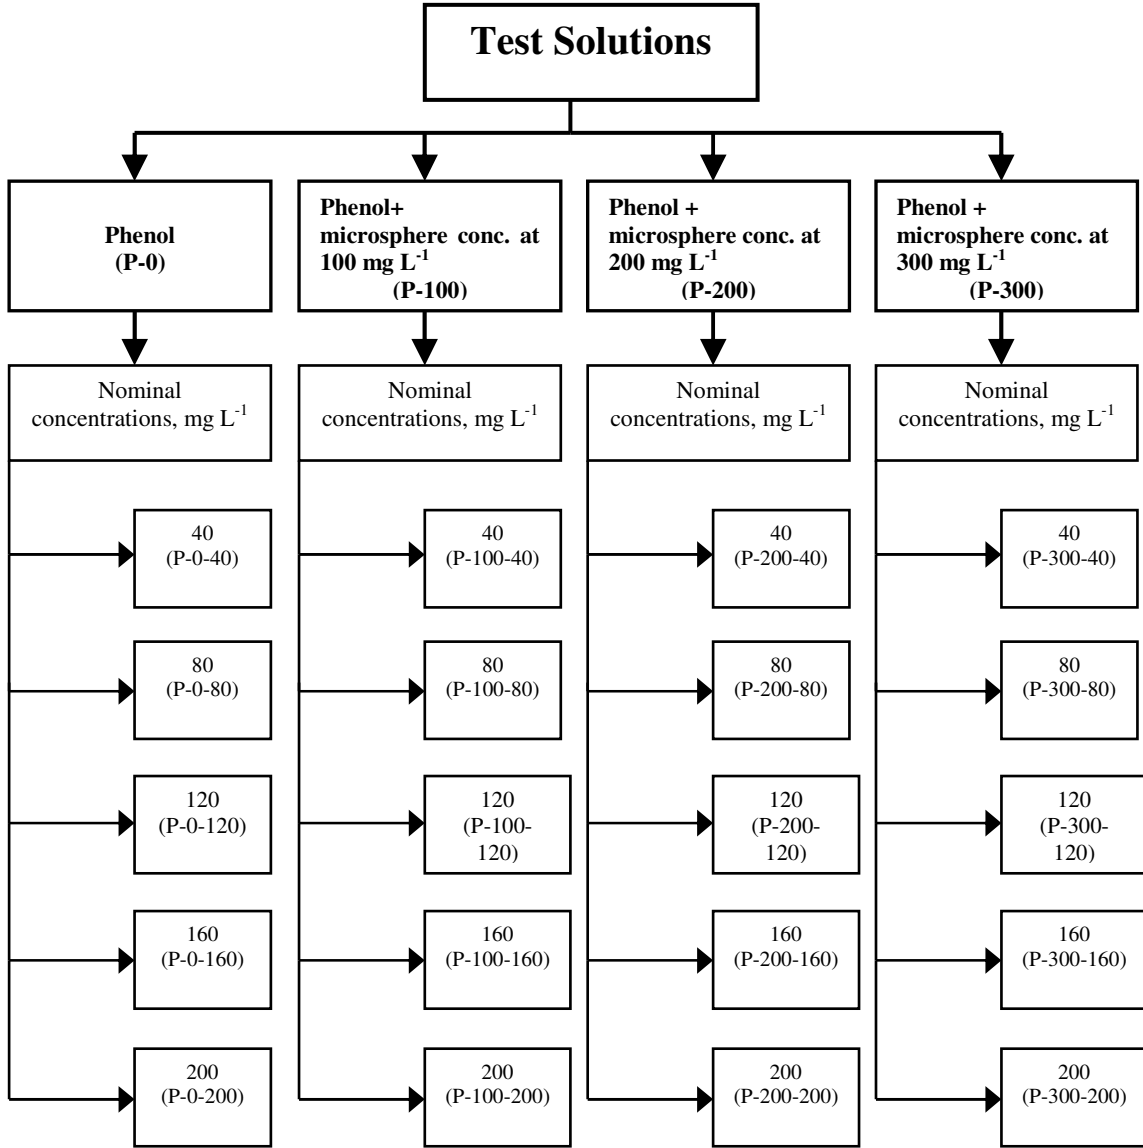 Test Solutions
Phenol
(P-0)
Phenol+
microsphere conc. at
100 mg L⁻¹
(P-100)
Phenol +
microsphere conc. at
200 mg L⁻¹
(P-200)
Phenol +
microsphere conc. at
300 mg L⁻¹
(P-300)
Nominal
concentrations, mg L⁻¹
Nominal
concentrations, mg L⁻¹
Nominal
concentrations, mg L⁻¹
Nominal
concentrations, mg L⁻¹
40
(P-0-40)
40
(P-100-40)
40
(P-200-40)
40
(P-300-40)
80
(P-0-80)
80
(P-100-80)
80
(P-200-80)
80
(P-300-80)
120
(P-0-120)
120
(P-100-
120)
120
(P-200-
120)
120
(P-300-
120)
160
(P-0-160)
160
(P-100-160)
160
(P-200-160)
160
(P-300-160)
200
(P-0-200)
200
(P-100-200)
200
(P-200-200)
200
(P-300-200)